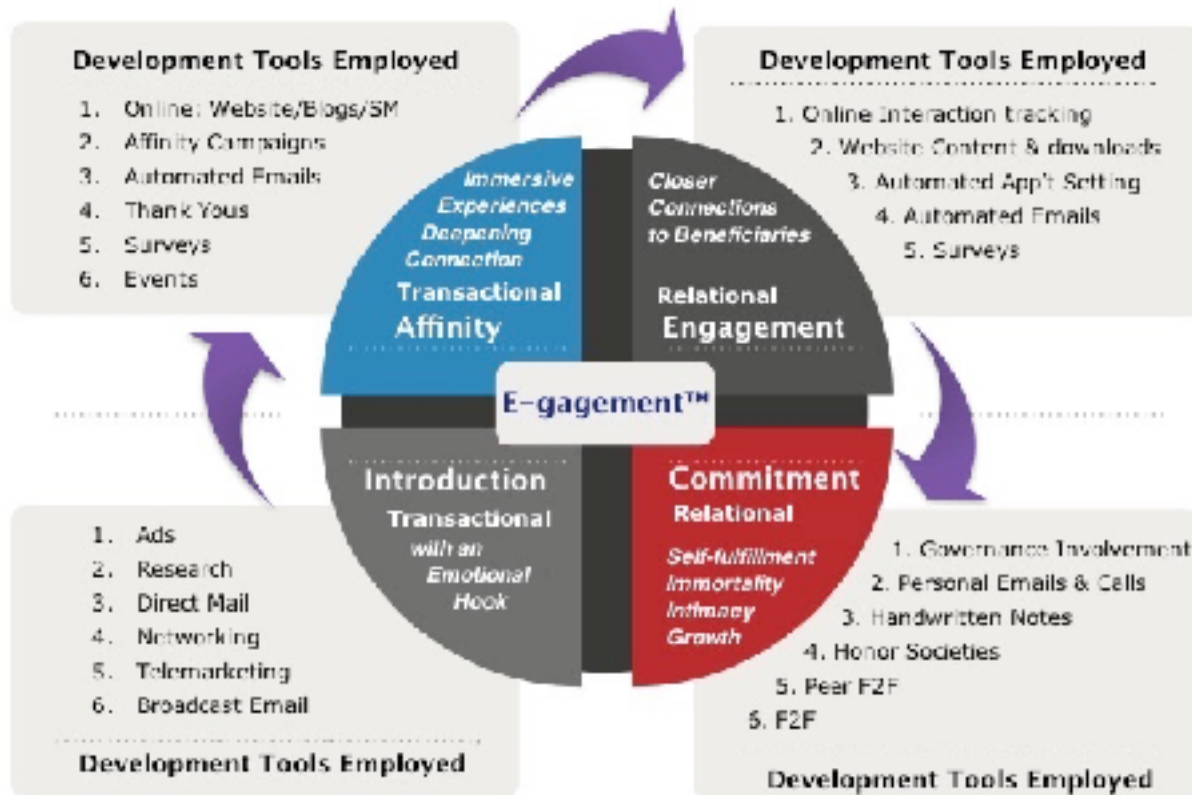 Development Tools Employed
1. Online: Website/Blogs/SM
2. Affinity Campaigns
3. Automated Emails
4. Thank Yous
5. Surveys
6. Events
Development Tools Employed
1. Online Interaction tracking
2. Website Content & downloads
3. Automated App't Setting
4. Automated Emails
5. Surveys
Immersive
Experiences
Deepening
Connection
Transactional
Affinity
Closer
Connections
to Beneficiaries
Relational
Engagement
E-gagement™
Introduction
Transactional
with an
Emotional
Hook
Commitment
Relational
Self-fulfillment
Immortality
Intimacy
Growth
1. Ads
2. Research
3. Direct Mail
4. Networking
5. Telemarketing
6. Broadcast Email
Development Tools Employed
1. Governance Involvement
2. Personal Emails & Calls
3. Handwritten Notes
4. Honor Societies
5. Peer F2F
6. F2F
Development Tools Employed